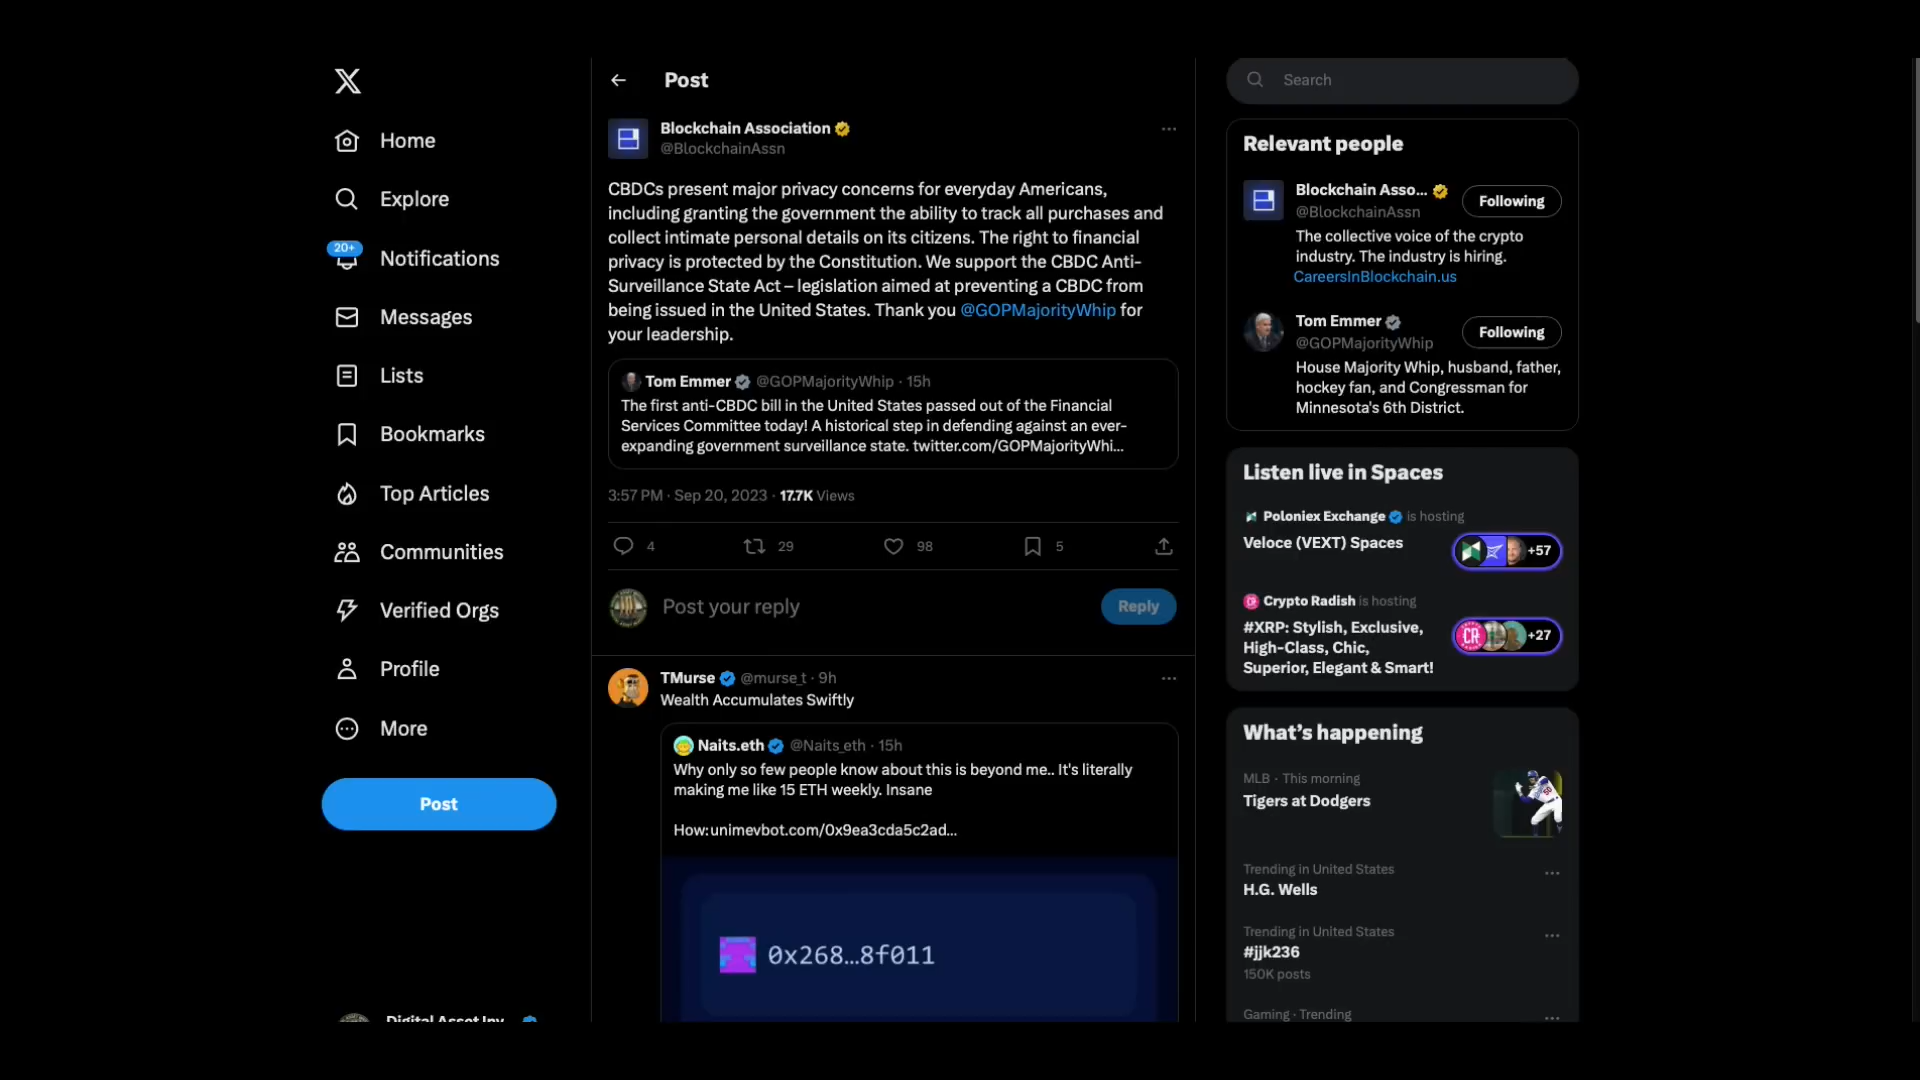 Home
Explore
20+
Notifications
Messages
Lists
Bookmarks
Top Articles
Communities
Verified Orgs
Profile
More
Post
Digital Asset Inv
Post
Blockchain Association
@BlockchainAssn
CBDCs present major privacy concerns for everyday Americans,
including granting the government the ability to track all purchases and
collect intimate personal details on its citizens. The right to financial
privacy is protected by the Constitution. We support the CBDC Anti-
Surveillance State Act – legislation aimed at preventing a CBDC from
being issued in the United States. Thank you @GOPMajorityWhip for
your leadership.
Tom Emmer @GOPMajorityWhip · 15h
The first anti-CBDC bill in the United States passed out of the Financial
Services Committee today! A historical step in defending against an ever-
expanding government surveillance state. twitter.com/GOPMajorityWhi…
3:57 PM · Sep 20, 2023 · 17.7K Views
4 29 98 5
Post your reply
Reply
TMurse @murse_t · 9h
Wealth Accumulates Swiftly
Naits.eth @Naits_eth · 15h
Why only so few people know about this is beyond me.. It's literally
making me like 15 ETH weekly. Insane
How: unimevbot.com/0x9ea3cda5c2ad…
0x268…8f011
Search
Relevant people
Blockchain Asso…
@BlockchainAssn
Following
The collective voice of the crypto
industry. The industry is hiring.
CareersInBlockchain.us
Tom Emmer
@GOPMajorityWhip
Following
House Majority Whip, husband, father,
hockey fan, and Congressman for
Minnesota's 6th District.
Listen live in Spaces
Poloniex Exchange is hosting
Veloce (VEXT) Spaces
+57
Crypto Radish is hosting
#XRP: Stylish, Exclusive,
High-Class, Chic,
Superior, Elegant & Smart!
CR
+27
What's happening
MLB · This morning
Tigers at Dodgers
Trending in United States
H.G. Wells
Trending in United States
#jjk236
150K posts
Gaming · Trending